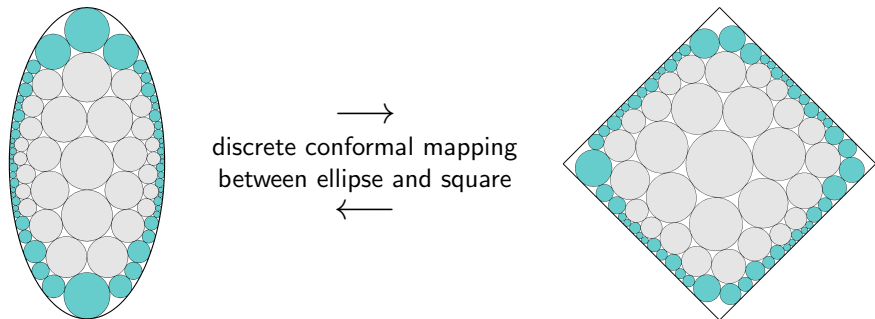 discrete conformal mapping
between ellipse and square